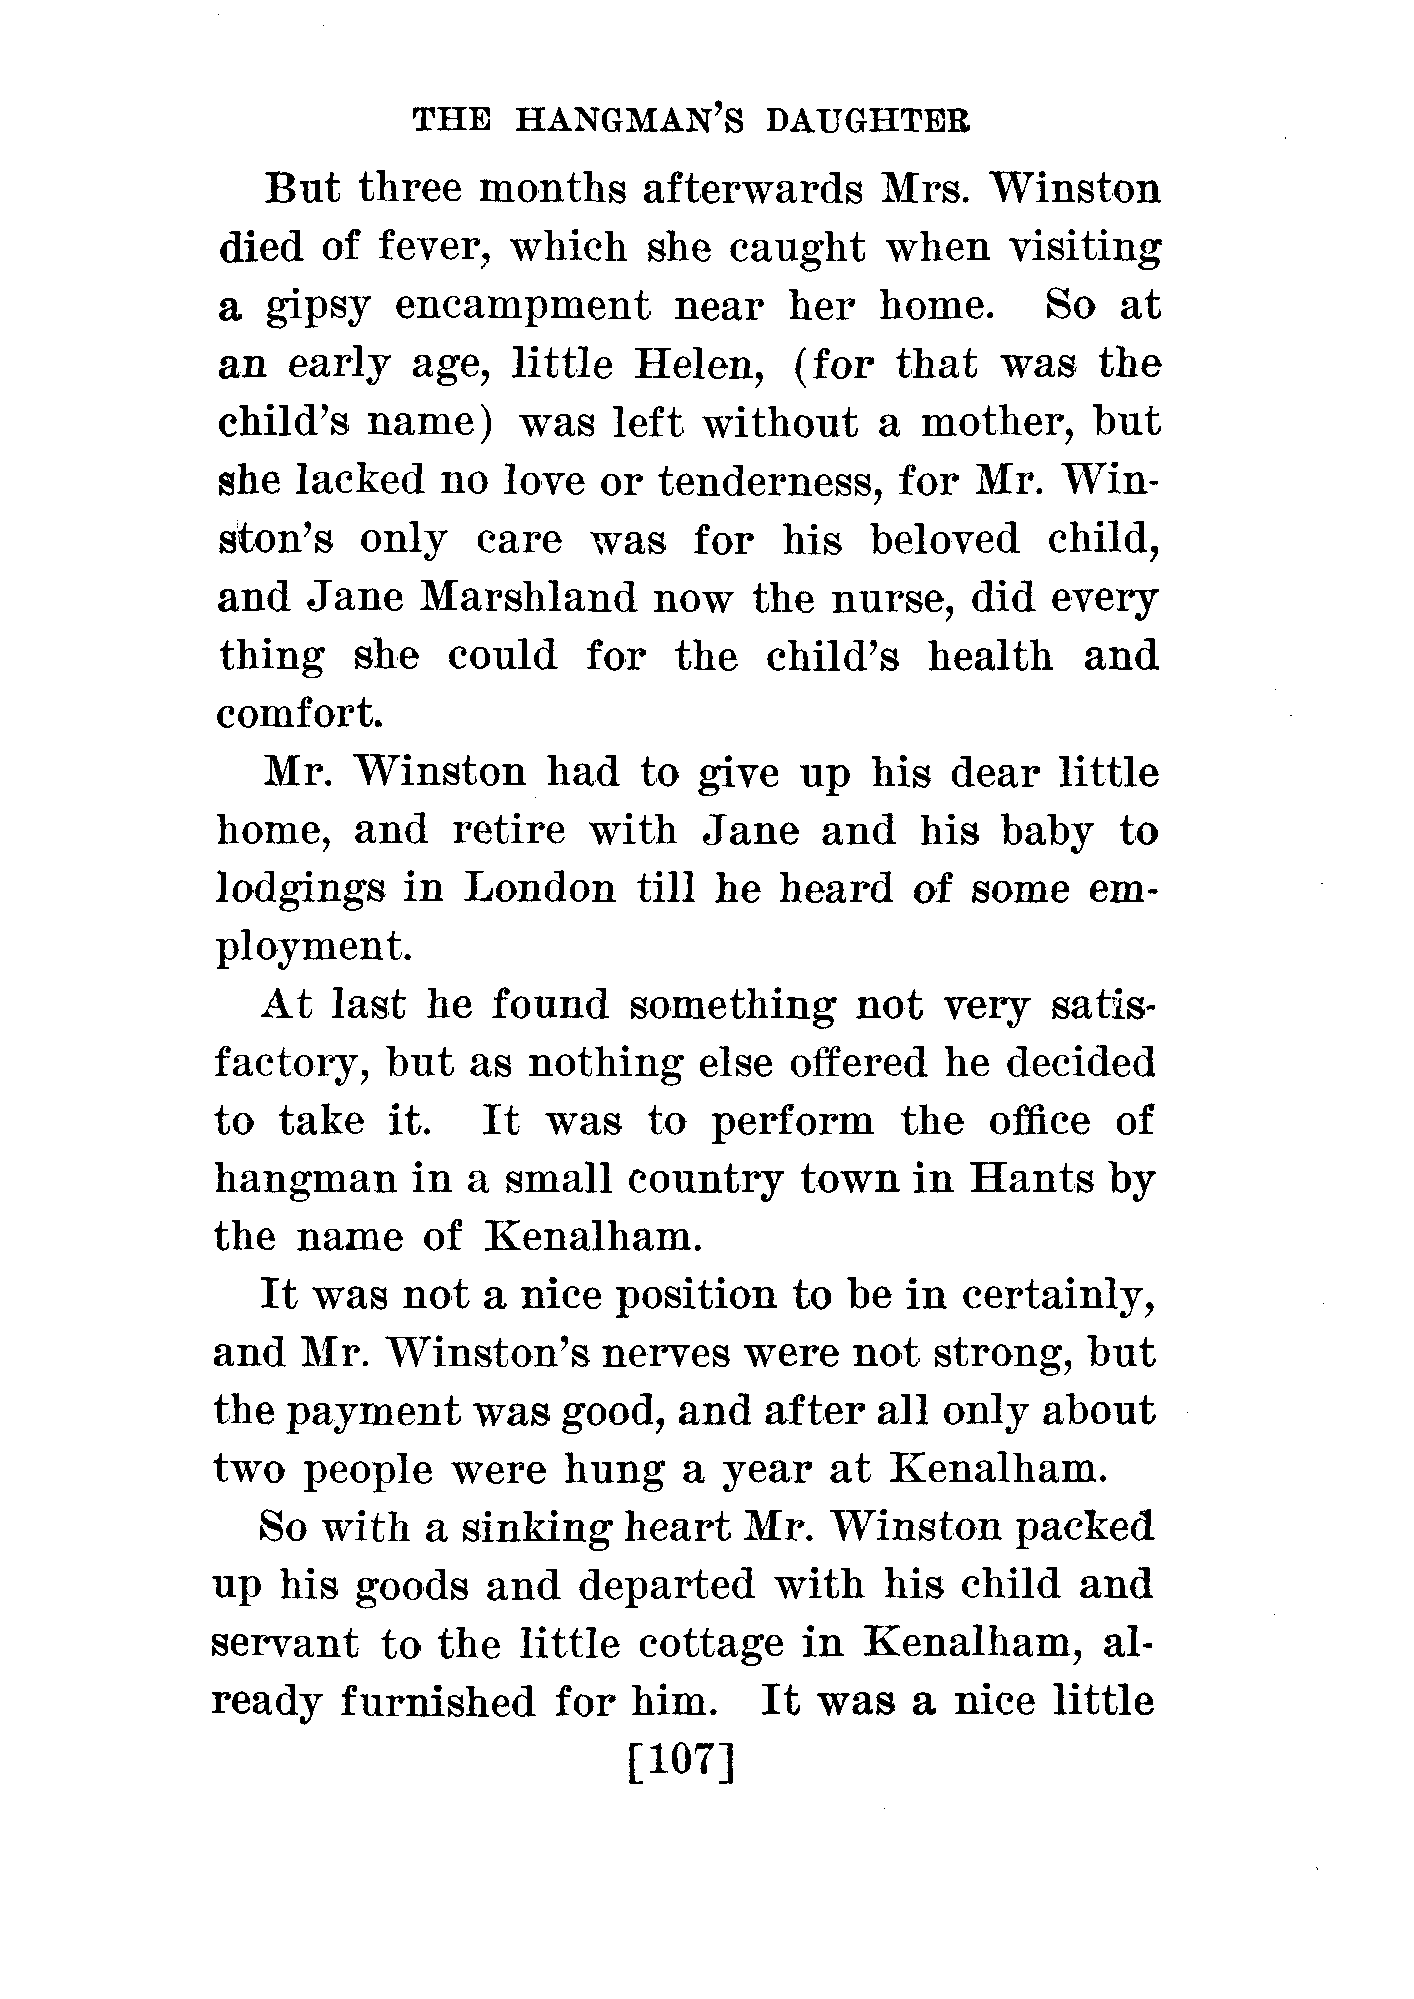 THE HANGMAN'S DAUGHTER
But three months afterwards Mrs. Winston
died of fever, which she caught when visiting
a gipsy encampment near her home. So at
an early age, little Helen, (for that was the
child's name) was left without a mother, but
she lacked no love or tenderness, for Mr. Win-
ston's only care was for his beloved child,
and Jane Marshland now the nurse, did every
thing she could for the child's health and
comfort.
Mr. Winston had to give up his dear little
home, and retire with Jane and his baby to
lodgings in London till he heard of some em-
ployment.
At last he found something not very satis-
factory, but as nothing else offered he decided
to take it. It was to perform the office of
hangman in a small country town in Hants by
the name of Kenalham.
It was not a nice position to be in certainly,
and Mr. Winston's nerves were not strong, but
the payment was good, and after all only about
two people were hung a year at Kenalham.
So with a sinking heart Mr. Winston packed
up his goods and departed with his child and
servant to the little cottage in Kenalham, al-
ready furnished for him. It was a nice little
[107]